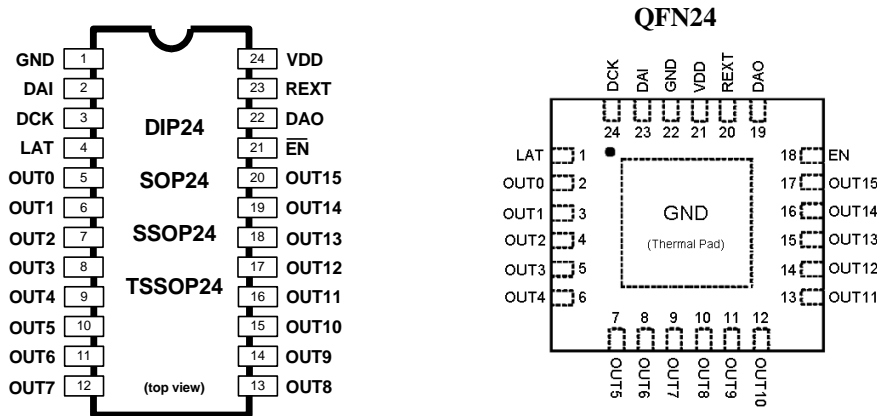 QFN24
GND 1 24 VDD
DAI 2 23 REXT
DCK 3 22 DAO
LAT 4 21 EN
OUT0 5 20 OUT15
OUT1 6 19 OUT14
OUT2 7 18 OUT13
OUT3 8 17 OUT12
OUT4 9 16 OUT11
OUT5 10 15 OUT10
OUT6 11 14 OUT9
OUT7 12 13 OUT8
DIP24
SOP24
SSOP24
TSSOP24
(top view)
DCK DAI GND VDD REXT DAO
24 23 22 21 20 19
LAT 1 18 EN
OUT0 2 17 OUT15
OUT1 3 16 OUT14
OUT2 4 15 OUT13
OUT3 5 14 OUT12
OUT4 6 13 OUT11
GND
(Thermal Pad)
7 8 9 10 11 12
OUT5 OUT6 OUT7 OUT8 OUT9 OUT10